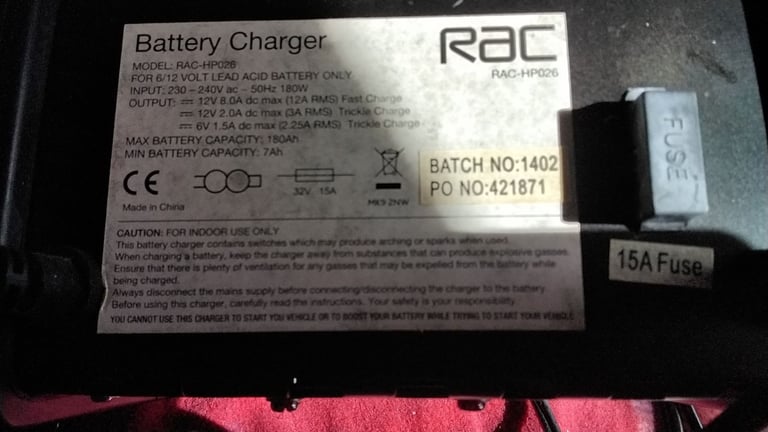 Battery Charger
RAC
RAC-HP026
MODEL: RAC-HP026
FOR 6/12 VOLT LEAD ACID BATTERY ONLY
INPUT: 230 - 240V ac ~ 50Hz 180W
OUTPUT: 12V 8.0A dc max (12A RMS) Fast Charge
12V 2.0A dc max (3A RMS) Trickle Charge
6V 1.5A dc max (2.25A RMS) Trickle Charge
MAX BATTERY CAPACITY: 180Ah
MIN BATTERY CAPACITY: 7Ah
CE
32V 15A
Made in China
MK9 2NW
BATCH NO:1402
PO NO:421871
FUSE
15A Fuse
CAUTION: FOR INDOOR USE ONLY
This battery charger contains switches which may produce arching or sparks when used.
When charging a battery, keep the charger away from substances that can produce explosive gasses.
Ensure that there is plenty of ventilation for any gasses that may be expelled from the battery while
being charged.
Always disconnect the mains supply before connecting/disconnecting the charger to the battery
Before using this charger, carefully read the instructions. Your safety is your responsibility
YOU CANNOT USE THIS CHARGER TO START YOU VEHICLE OR TO BOOST YOUR BATTERY WHILE TRYING TO START YOUR VEHICLE